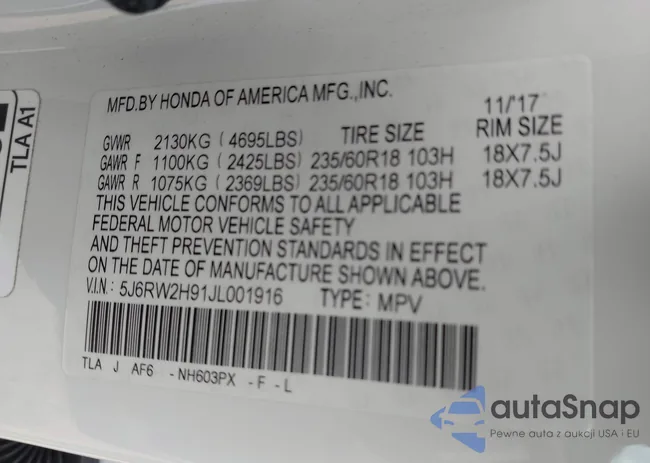 TLA A1
MFD.BY HONDA OF AMERICA MFG.,INC. 11/'17
GVWR 2130KG ( 4695LBS) TIRE SIZE RIM SIZE
GAWR F 1100KG ( 2425LBS) 235/60R18 103H 18X7.5J
GAWR R 1075KG ( 2369LBS) 235/60R18 103H 18X7.5J
THIS VEHICLE CONFORMS TO ALL APPLICABLE
FEDERAL MOTOR VEHICLE SAFETY
AND THEFT PREVENTION STANDARDS IN EFFECT
ON THE DATE OF MANUFACTURE SHOWN ABOVE.
V.I.N: 5J6RW2H91JL001916 TYPE: MPV
TLA J AF6 -NH603PX -F -L
autaSnap
Pewne auta z aukcji USA i EU